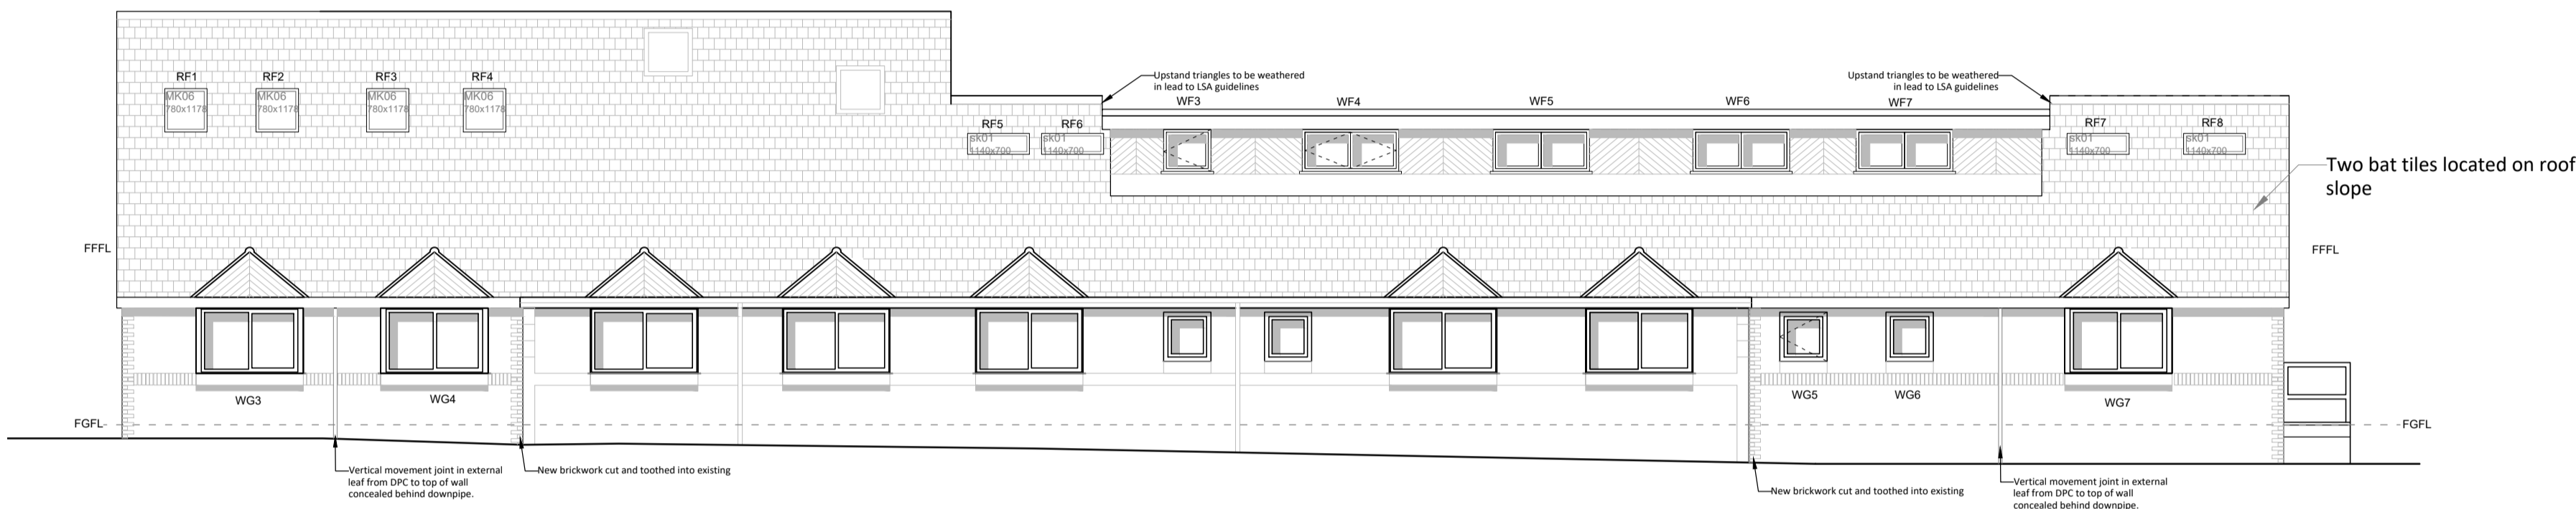 RF1
RF2
RF3
RF4
MK06
780x1178
MK06
780x1178
MK06
780x1178
MK06
780x1178
RF5
RF6
sk01
1140x700
sk01
1140x700
Upstand triangles to be weathered
in lead to LSA guidelines
WF3
WF4
WF5
WF6
WF7
Upstand triangles to be weathered
in lead to LSA guidelines
RF7
RF8
sk01
1140x700
sk01
1140x700
Two bat tiles located on roof
slope
FFFL
FFFL
WG3
WG4
WG5
WG6
WG7
FGFL
FGFL
Vertical movement joint in external
leaf from DPC to top of wall
concealed behind downpipe.
New brickwork cut and toothed into existing
New brickwork cut and toothed into existing
Vertical movement joint in external
leaf from DPC to top of wall
concealed behind downpipe.